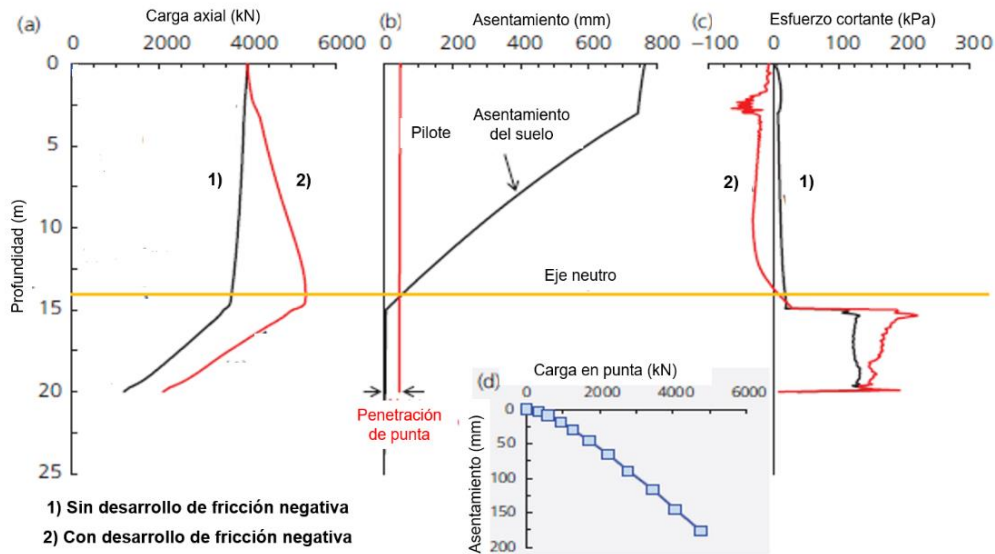 (a)
Carga axial (kN)
0 2000 4000 6000
Profundidad (m)
0
5
10
15
20
25
1)
2)
(b)
Asentamiento (mm)
0 200 400 600 800
Pilote
Asentamiento
del suelo
Eje neutro
Penetración
de punta
(c)
Esfuerzo cortante (kPa)
−100 0 100 200 300
2)
1)
(d)
Carga en punta (kN)
0 2000 4000 6000
Asentamiento (mm)
0
50
100
150
200
1) Sin desarrollo de fricción negativa
2) Con desarrollo de fricción negativa